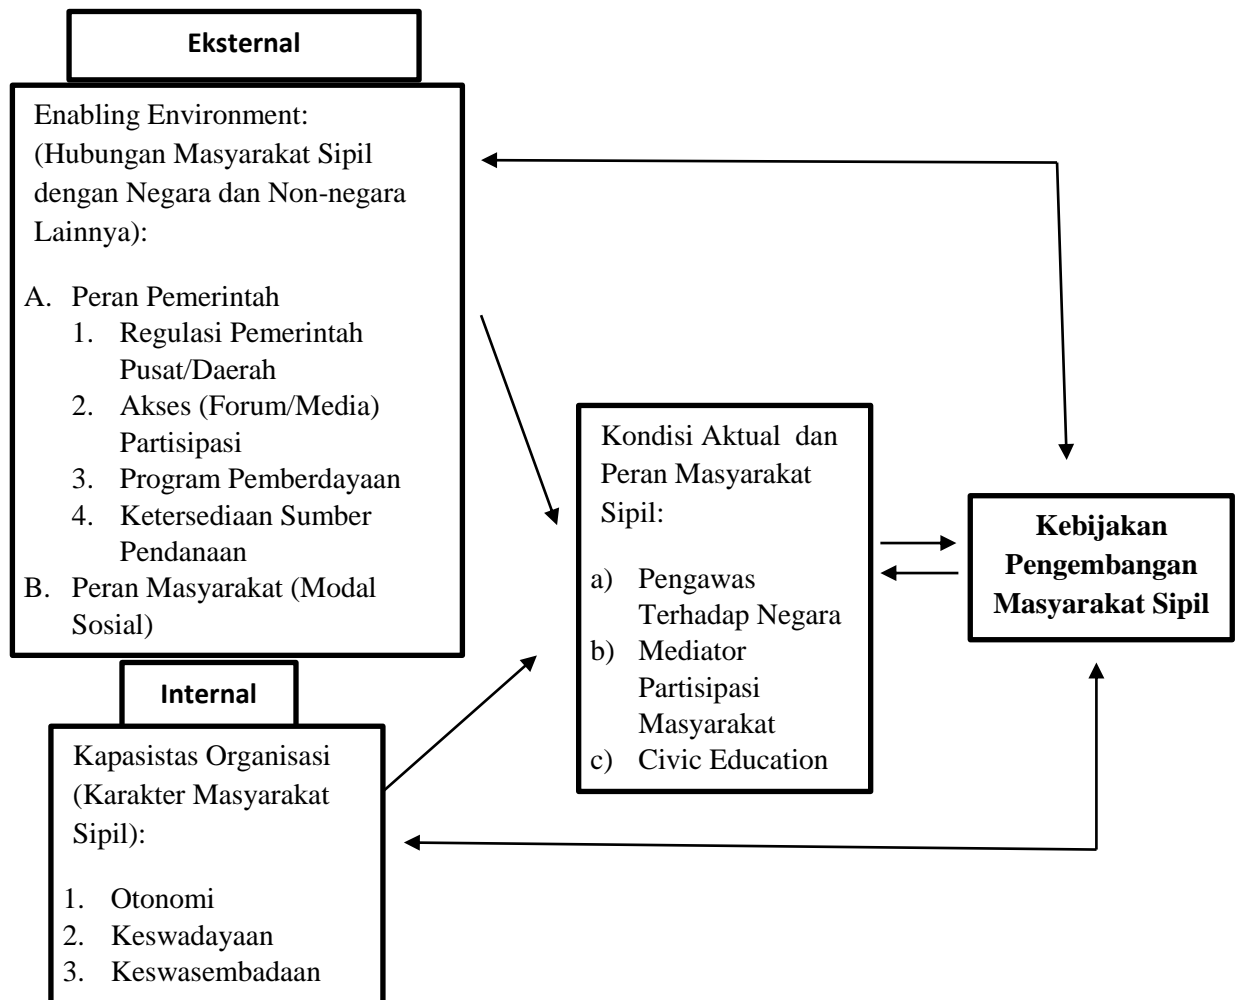 Eksternal
Enabling Environment:
(Hubungan Masyarakat Sipil
dengan Negara dan Non-negara
Lainnya):
A. Peran Pemerintah
1. Regulasi Pemerintah
Pusat/Daerah
2. Akses (Forum/Media)
Partisipasi
3. Program Pemberdayaan
4. Ketersediaan Sumber
Pendanaan
B. Peran Masyarakat (Modal
Sosial)
Internal
Kapasistas Organisasi
(Karakter Masyarakat
Sipil):
1. Otonomi
2. Keswadayaan
3. Keswasembadaan
Kondisi Aktual dan
Peran Masyarakat
Sipil:
a) Pengawas
Terhadap Negara
b) Mediator
Partisipasi
Masyarakat
c) Civic Education
Kebijakan
Pengembangan
Masyarakat Sipil